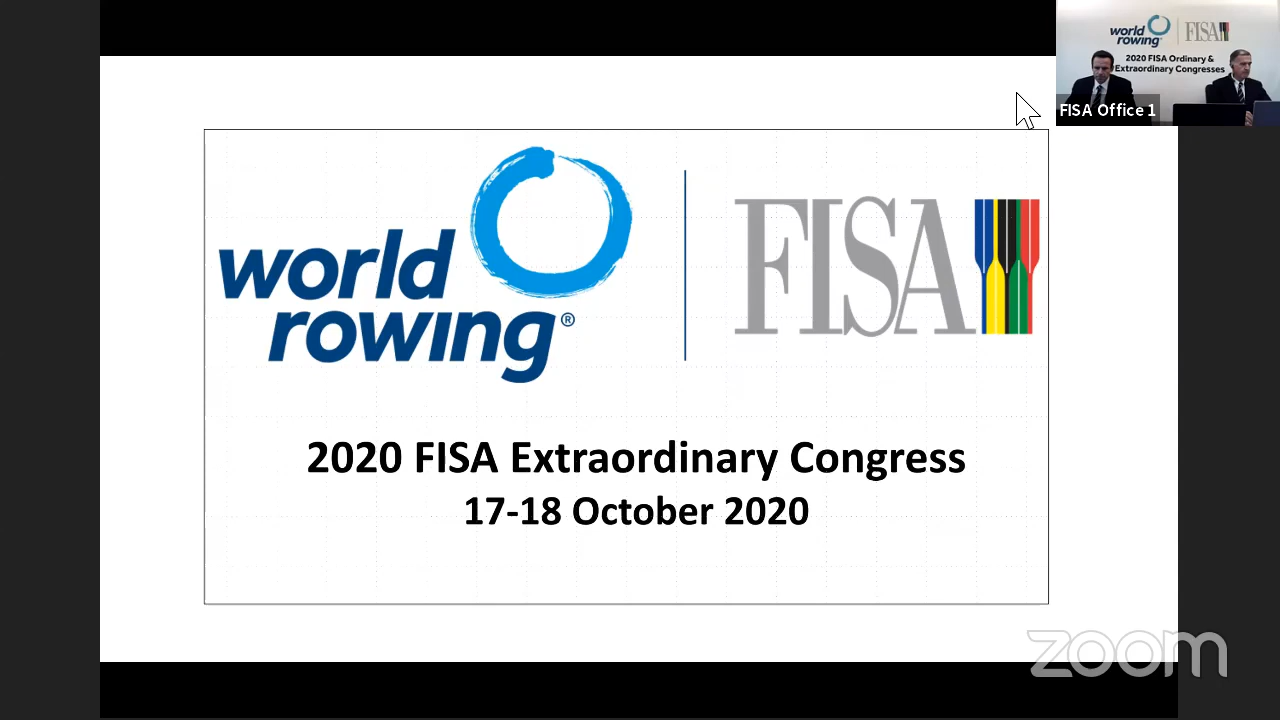 world
rowing
FISA
2020 FISA Ordinary &
Extraordinary Congresses
FISA Office 1
world
rowing®
FISA
2020 FISA Extraordinary Congress
17-18 October 2020
zoom